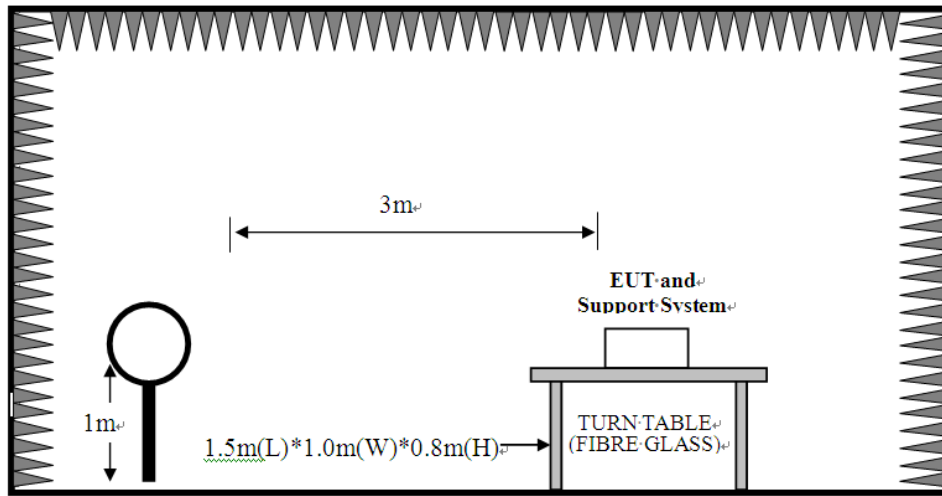 3m
EUT and
Support System
1m
1.5m(L)*1.0m(W)*0.8m(H)
TURN TABLE
(FIBRE GLASS)